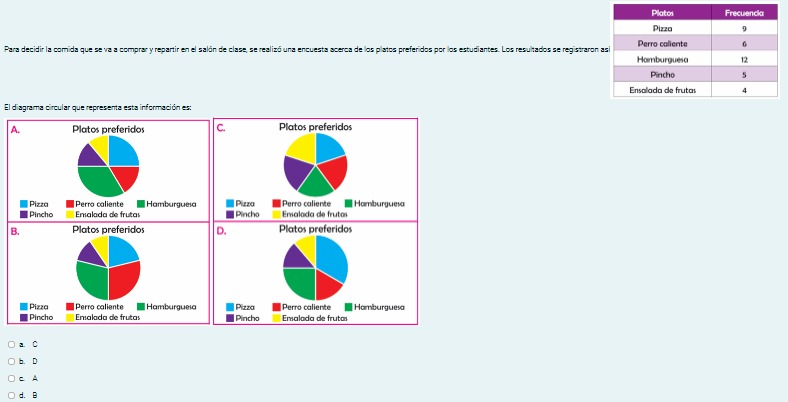 Platos Frecuencia
Pizza 9
Perro caliente 6
Hamburguesa 12
Pincho 5
Ensalada de frutas 4
Para decidir la comida que se va a comprar y repartir en el salón de clase, se realizó una encuesta acerca de los platos preferidos por los estudiantes. Los resultados se registraron así
El diagrama circular que representa esta información es:
A. Platos preferidos
Pizza Perro caliente Hamburguesa
Pincho Ensalada de frutas
C. Platos preferidos
Pizza Perro caliente Hamburguesa
Pincho Ensalada de frutas
B. Platos preferidos
Pizza Perro caliente Hamburguesa
Pincho Ensalada de frutas
D. Platos preferidos
Pizza Perro caliente Hamburguesa
Pincho Ensalada de frutas
a. C
b. D
c. A
d. B